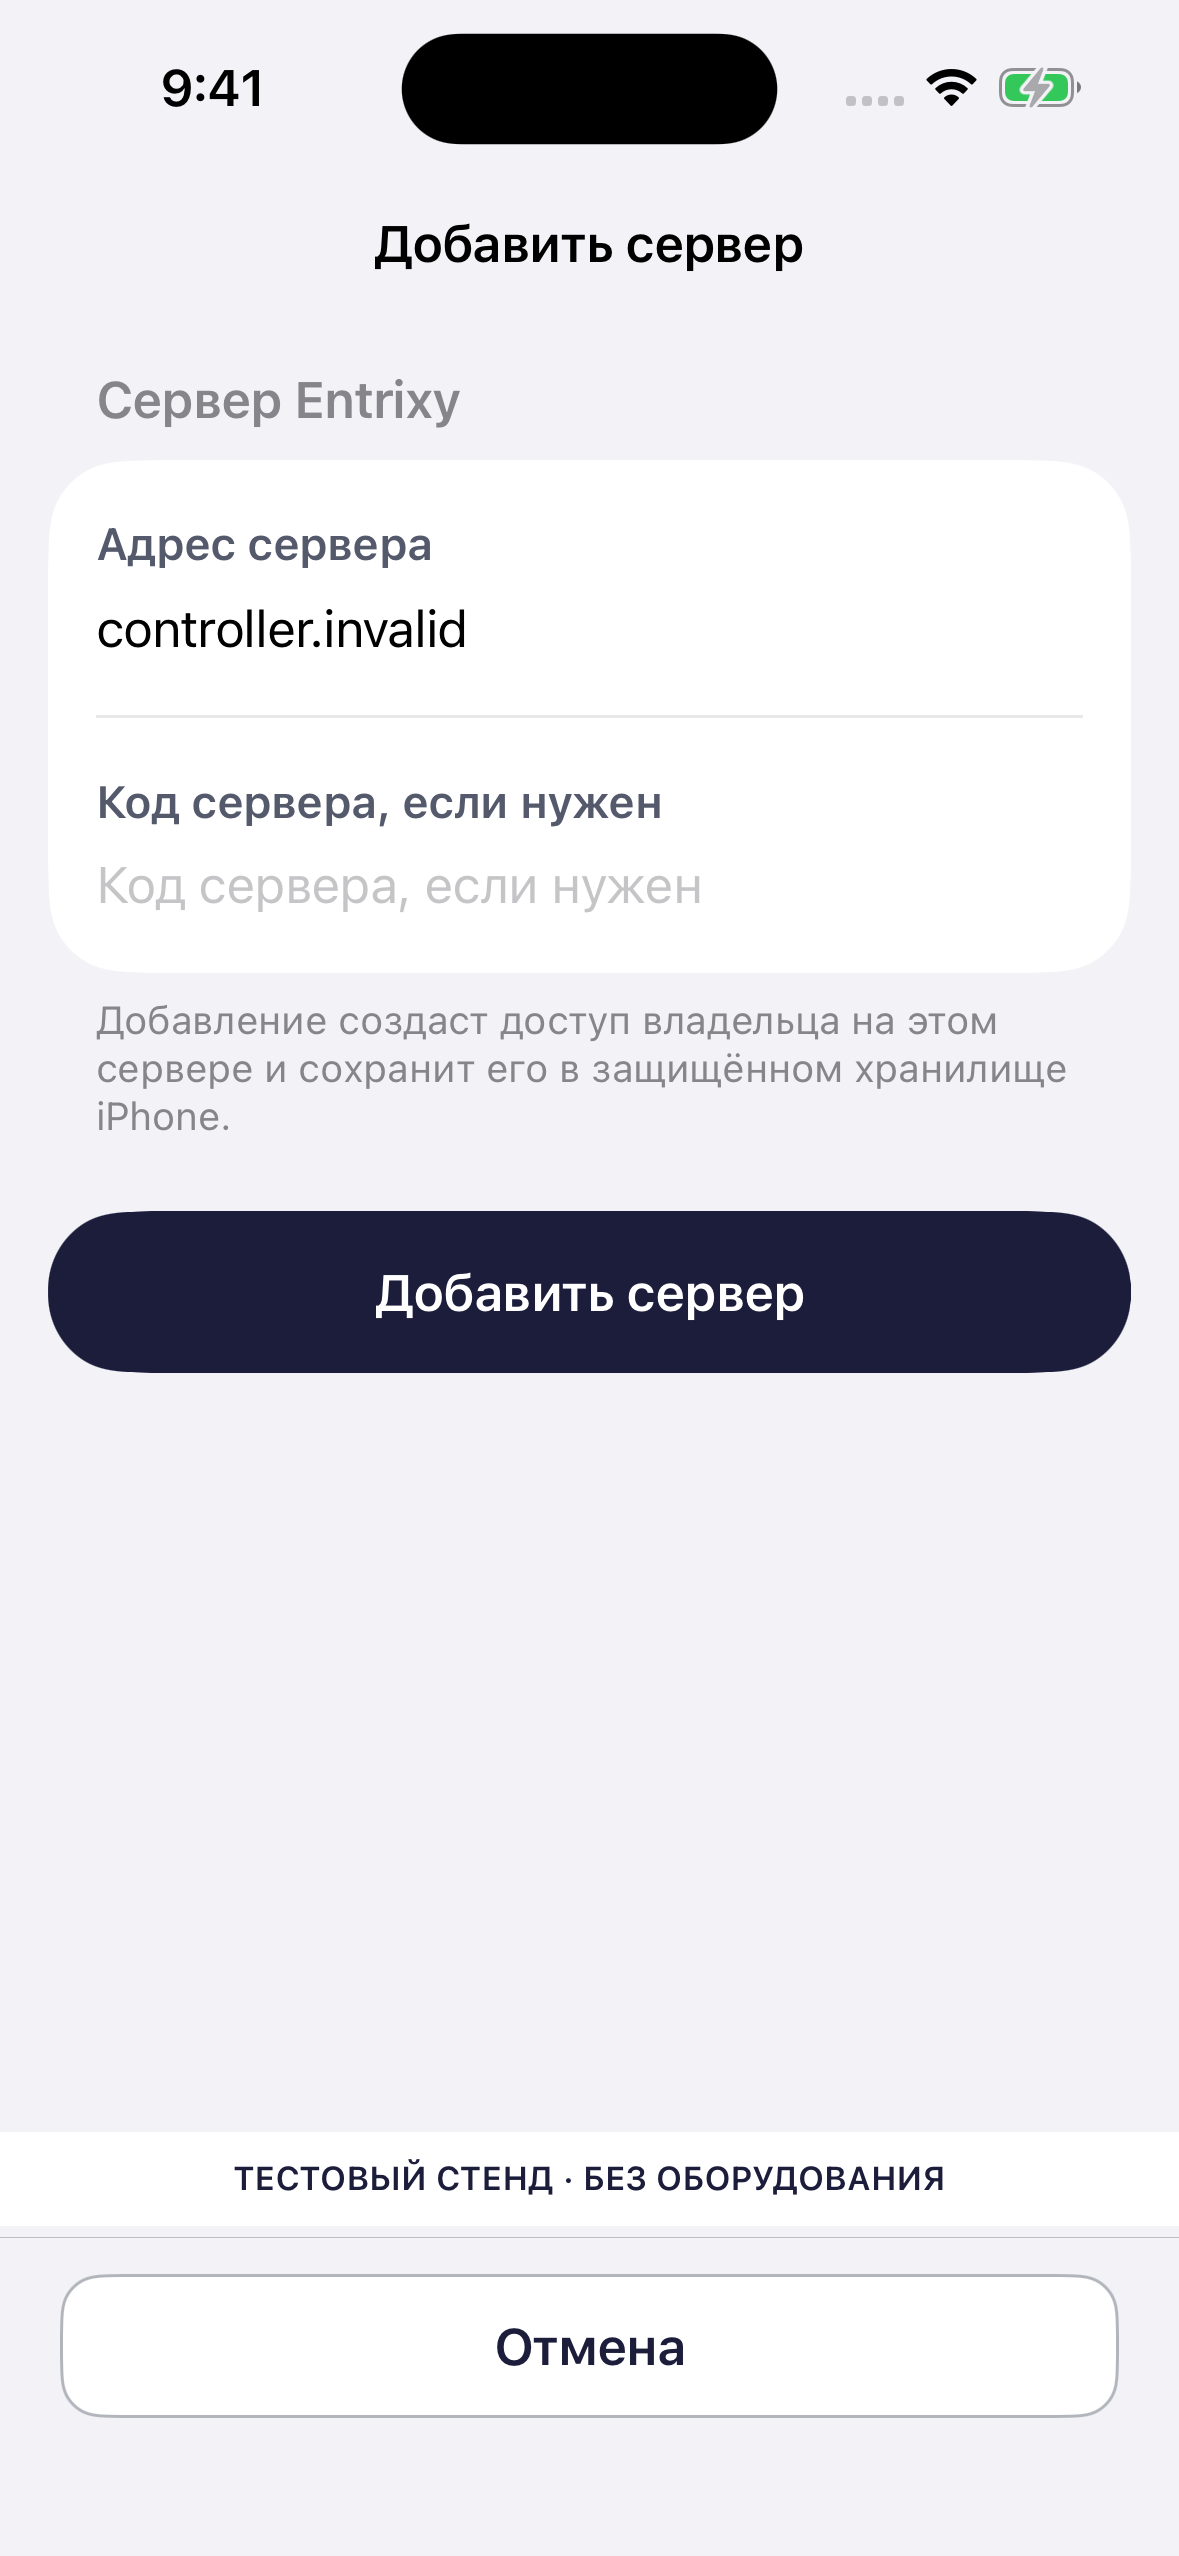 9:41
Добавить сервер
Сервер Entrixy
Адрес сервера
controller.invalid
Код сервера, если нужен
Код сервера, если нужен
Добавление создаст доступ владельца на этом
сервере и сохранит его в защищённом хранилище
iPhone.
Добавить сервер
ТЕСТОВЫЙ СТЕНД · БЕЗ ОБОРУДОВАНИЯ
Отмена